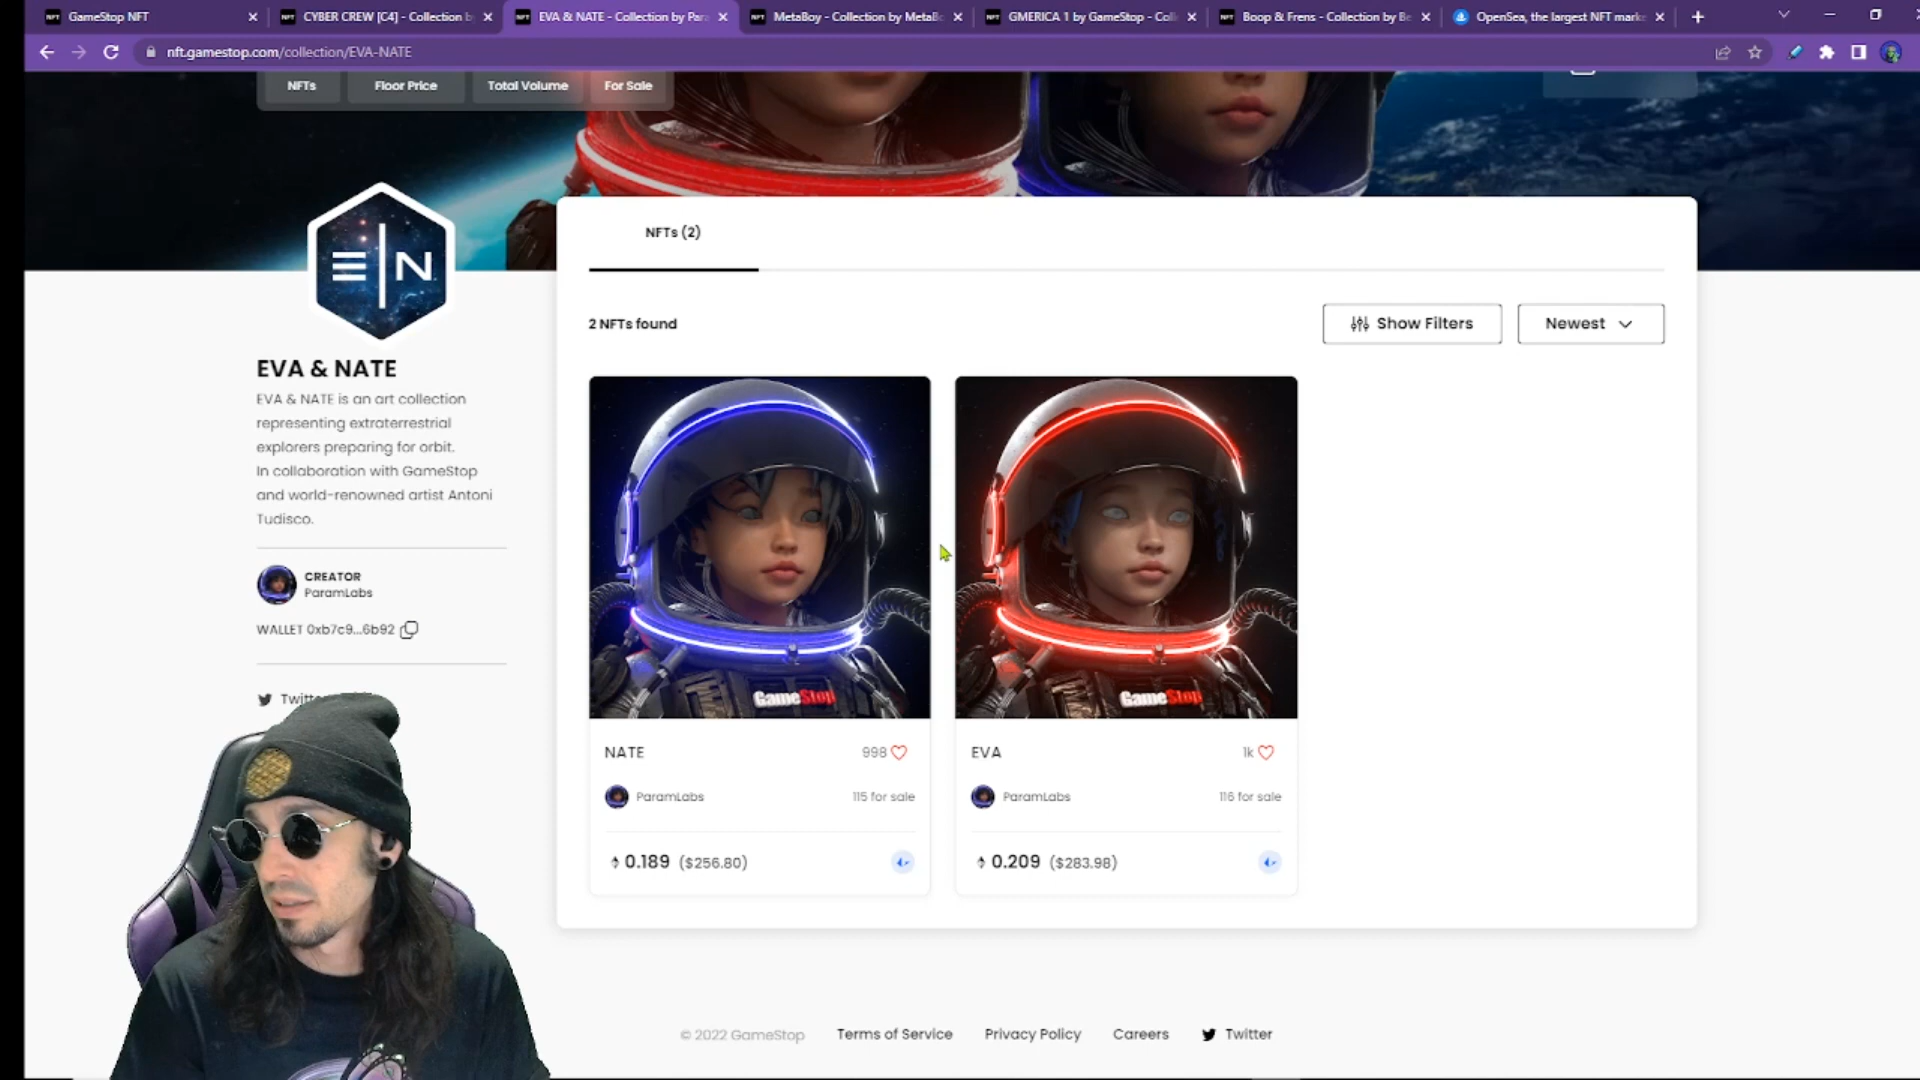 GameStop NFT
CYBER CREW [C4] - Collection b
EVA & NATE - Collection by Par
MetaBoy - Collection by MetaB
GMERICA 1 by GameStop - Coll
Boop & Frens - Collection by Be
OpenSea, the largest NFT mark
nft.gamestop.com/collection/EVA-NATE
NFTs
Floor Price
Total Volume
For Sale
NFTs (2)
2 NFTs found
Show Filters
Newest
E|N
EVA & NATE
EVA & NATE is an art collection
representing extraterrestrial
explorers preparing for orbit.
In collaboration with GameStop
and world-renowned artist Antoni
Tudisco.
CREATOR
ParamLabs
WALLET 0xb7c9...6b92
Twitt
GameStop
NATE
998
ParamLabs
115 for sale
0.189 ($256.80)
GameStop
EVA
1k
ParamLabs
116 for sale
0.209 ($283.98)
© 2022 GameStop
Terms of Service
Privacy Policy
Careers
Twitter